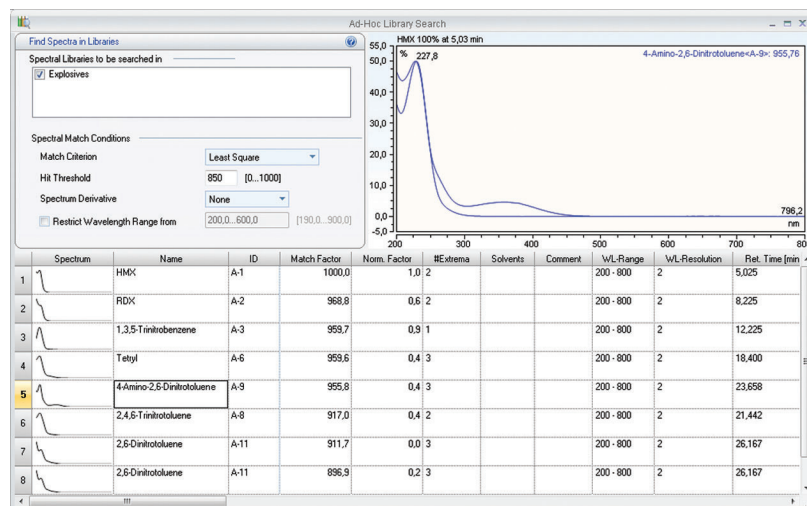 Ad-Hoc Library Search
Find Spectra in Libraries
Spectral Libraries to be searched in
Explosives
Spectral Match Conditions
Match Criterion Least Square
Hit Threshold 850 [0...1000]
Spectrum Derivative None
Restrict Wavelength Range from 200,0...600,0 [190,0...900,0]
HMX 100% at 5,03 min
55,0
%
227,8
4-Amino-2,6-Dinitrotoluene<A-9>: 955,76
50,0
40,0
30,0
20,0
10,0
0,0
-5,0
796,2
nm
200 300 400 500 600 700 80
Spectrum Name ID Match Factor Norm. Factor #Extrema Solvents Comment WL-Range WL-Resolution Ret. Time [min
1 HMX A-1 1000,0 1,0 2 200 - 800 2 5,025
2 RDX A-2 968,8 0,6 2 200 - 800 2 8,225
3 1,3,5-Trinitrobenzene A-3 959,7 0,9 1 200 - 800 2 12,225
4 Tetryl A-6 959,6 0,4 3 200 - 800 2 18,400
5 4-Amino-2,6-Dinitrotoluene A-9 955,8 0,4 3 200 - 800 2 23,658
6 2,4,6-Trinitrotoluene A-8 917,0 0,4 2 200 - 800 2 21,442
7 2,6-Dinitrotoluene A-11 911,7 0,0 3 200 - 800 2 26,167
8 2,6-Dinitrotoluene A-11 896,9 0,2 3 200 - 800 2 26,167